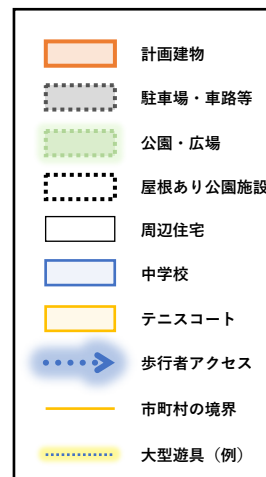 計画建物
駐車場・車路等
公園・広場
屋根あり公園施設
周辺住宅
中学校
テニスコート
歩行者アクセス
市町村の境界
大型遊具（例）